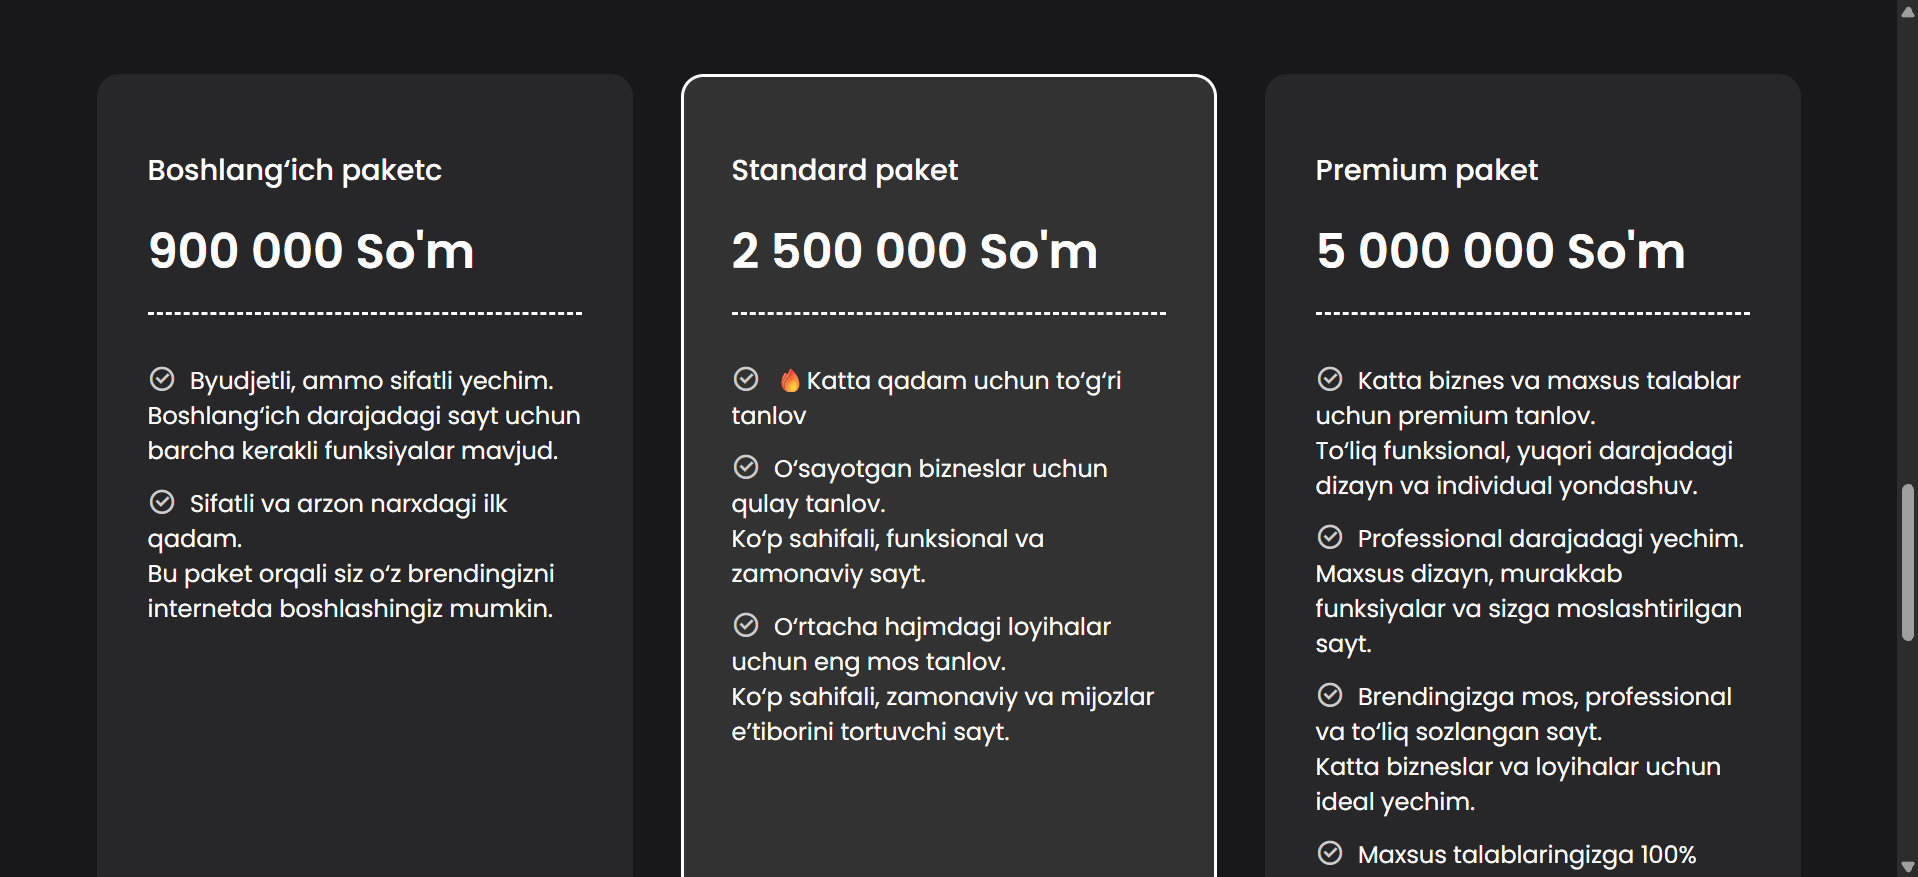 Boshlang‘ich paketc
900 000 So'm
Byudjetli, ammo sifatli yechim.
Boshlang‘ich darajadagi sayt uchun
barcha kerakli funksiyalar mavjud.
Sifatli va arzon narxdagi ilk
qadam.
Bu paket orqali siz o‘z brendingizni
internetda boshlashingiz mumkin.
Standard paket
2 500 000 So'm
🔥Katta qadam uchun to‘g‘ri
tanlov
O‘sayotgan bizneslar uchun
qulay tanlov.
Ko‘p sahifali, funksional va
zamonaviy sayt.
O‘rtacha hajmdagi loyihalar
uchun eng mos tanlov.
Ko‘p sahifali, zamonaviy va mijozlar
e’tiborini tortuvchi sayt.
Premium paket
5 000 000 So'm
Katta biznes va maxsus talablar
uchun premium tanlov.
To‘liq funksional, yuqori darajadagi
dizayn va individual yondashuv.
Professional darajadagi yechim.
Maxsus dizayn, murakkab
funksiyalar va sizga moslashtirilgan
sayt.
Brendingizga mos, professional
va to‘liq sozlangan sayt.
Katta bizneslar va loyihalar uchun
ideal yechim.
Maxsus talablaringizga 100%